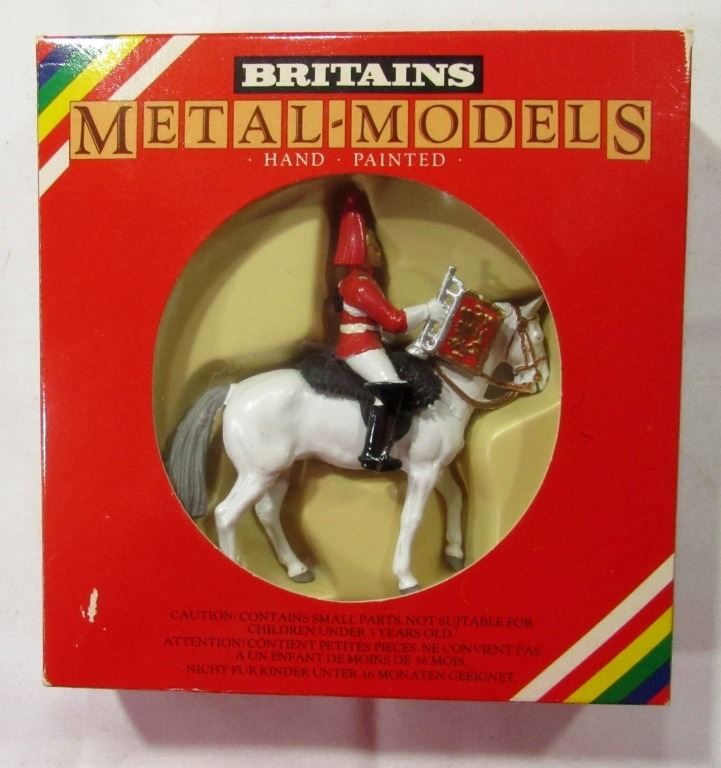 BRITAINS
METAL-MODELS
· HAND · PAINTED ·
CAUTION: CONTAINS SMALL PARTS. NOT SUITABLE FOR
CHILDREN UNDER 3 YEARS OLD.
ATTENTION! CONTIENT PETITES PIECES. NE CONVIENT PAS
A UN ENFANT DE MOINS DE 36 MOIS.
NICHT FUR KINDER UNTER 36 MONATEN GEEIGNET.